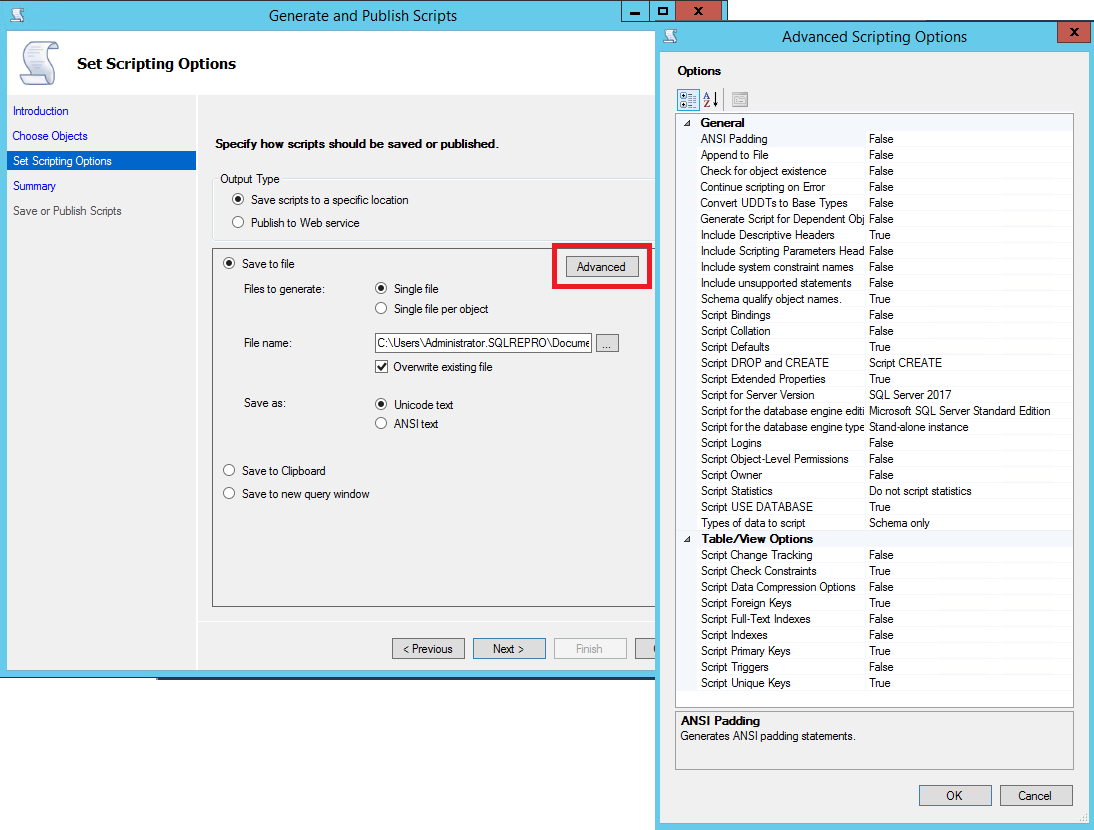 Generate and Publish Scripts
Set Scripting Options
Introduction
Choose Objects
Set Scripting Options
Summary
Save or Publish Scripts
Specify how scripts should be saved or published.
Output Type
Save scripts to a specific location
Publish to Web service
Save to file
Advanced
Files to generate:
Single file
Single file per object
File name:
C:\Users\Administrator.SQLREPRO\Docume
...
Overwrite existing file
Save as:
Unicode text
ANSI text
Save to Clipboard
Save to new query window
< Previous
Next >
Finish
Advanced Scripting Options
Options
General
ANSI Padding False
Append to File False
Check for object existence False
Continue scripting on Error False
Convert UDDTs to Base Types False
Generate Script for Dependent Obj False
Include Descriptive Headers True
Include Scripting Parameters Head False
Include system constraint names False
Include unsupported statements False
Schema qualify object names. True
Script Bindings False
Script Collation False
Script Defaults True
Script DROP and CREATE Script CREATE
Script Extended Properties True
Script for Server Version SQL Server 2017
Script for the database engine editi Microsoft SQL Server Standard Edition
Script for the database engine type Stand-alone instance
Script Logins False
Script Object-Level Permissions False
Script Owner False
Script Statistics Do not script statistics
Script USE DATABASE True
Types of data to script Schema only
Table/View Options
Script Change Tracking False
Script Check Constraints True
Script Data Compression Options False
Script Foreign Keys True
Script Full-Text Indexes False
Script Indexes False
Script Primary Keys True
Script Triggers False
Script Unique Keys True
ANSI Padding
Generates ANSI padding statements.
OK
Cancel